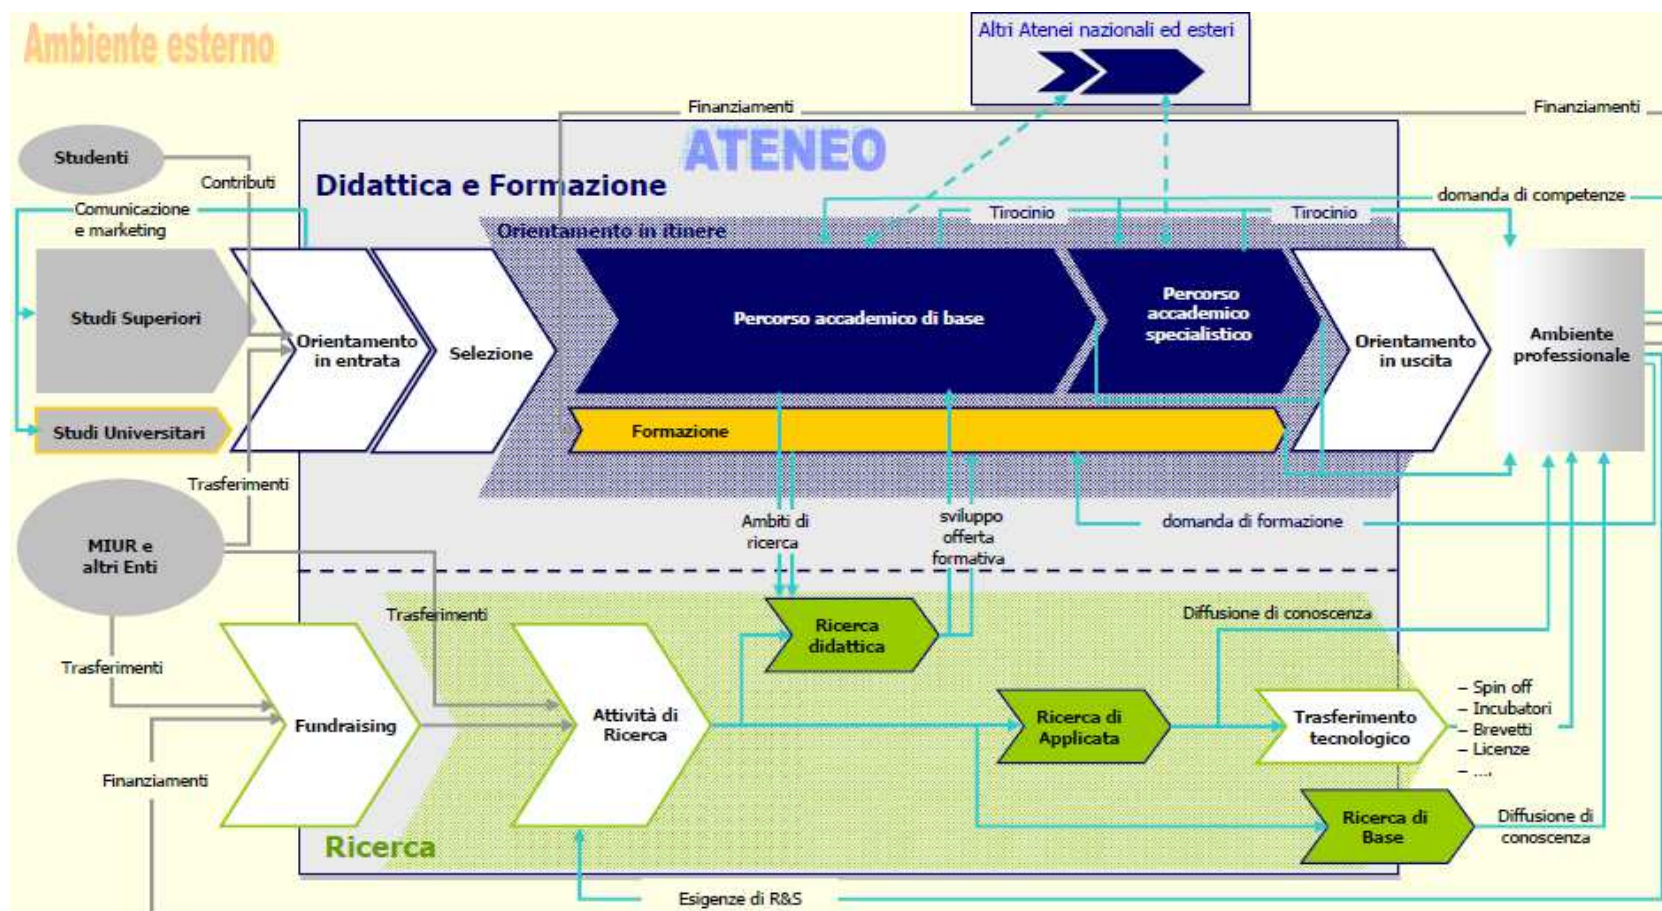 Ambiente esterno
Altri Atenei nazionali ed esteri
Finanziamenti
Finanziamenti
ATENEO
Studenti
Contributi
Didattica e Formazione
domanda di competenze
Comunicazione
e marketing
Tirocinio
Tirocinio
Orientamento in itinere
Studi Superiori
Orientamento
in entrata
Selezione
Percorso accademico di base
Percorso
accademico
specialistico
Orientamento
in uscita
Ambiente
professionale
Studi Universitari
Formazione
Trasferimenti
Ambiti di
ricerca
sviluppo
offerta
formativa
domanda di formazione
MIUR e
altri Enti
Trasferimenti
Diffusione di conoscenza
Ricerca
didattica
Trasferimenti
Fundraising
Attività di
Ricerca
Ricerca di
Applicata
Trasferimento
tecnologico
– Spin off
– Incubatori
– Brevetti
– Licenze
– ....
Finanziamenti
Ricerca di
Base
Diffusione di
conoscenza
Ricerca
Esigenze di R&S